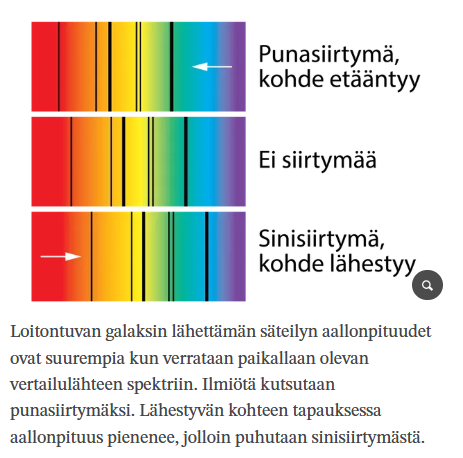 Punasiirtymä,
kohde etääntyy
Ei siirtymää
Sinisiirtymä,
kohde lähestyy
Loitontuvan galaksin lähettämän säteilyn aallonpituudet
ovat suurempia kun verrataan paikallaan olevan
vertailulähteen spektriin. Ilmiötä kutsutaan
punasiirtymäksi. Lähestyvän kohteen tapauksessa
aallonpituus pienenee, jolloin puhutaan sinisiirtymästä.